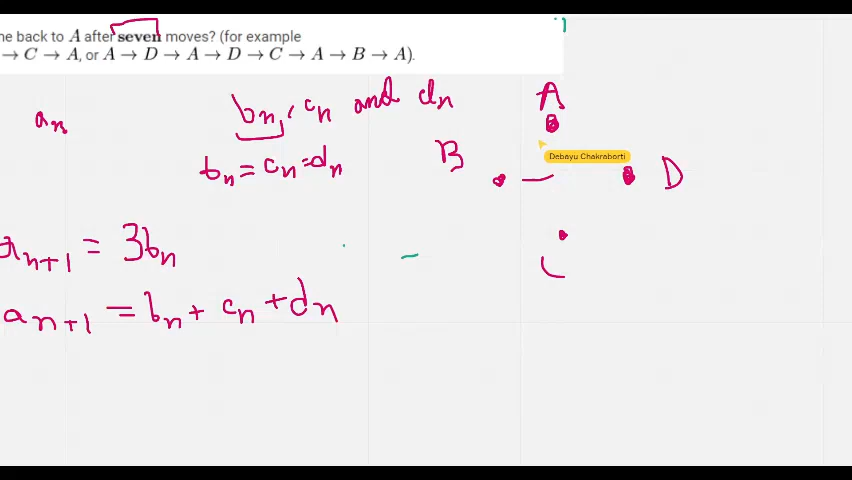 ne back to A after seven moves? (for example
→ C → A, or A → D → A → D → C → A → B → A).
aₙ
bₙ, cₙ and dₙ
A
bₙ = cₙ = dₙ
B
Debayu Chakraborti
D
aₙ₊₁ = 3bₙ
C
aₙ₊₁ = bₙ + cₙ + dₙ